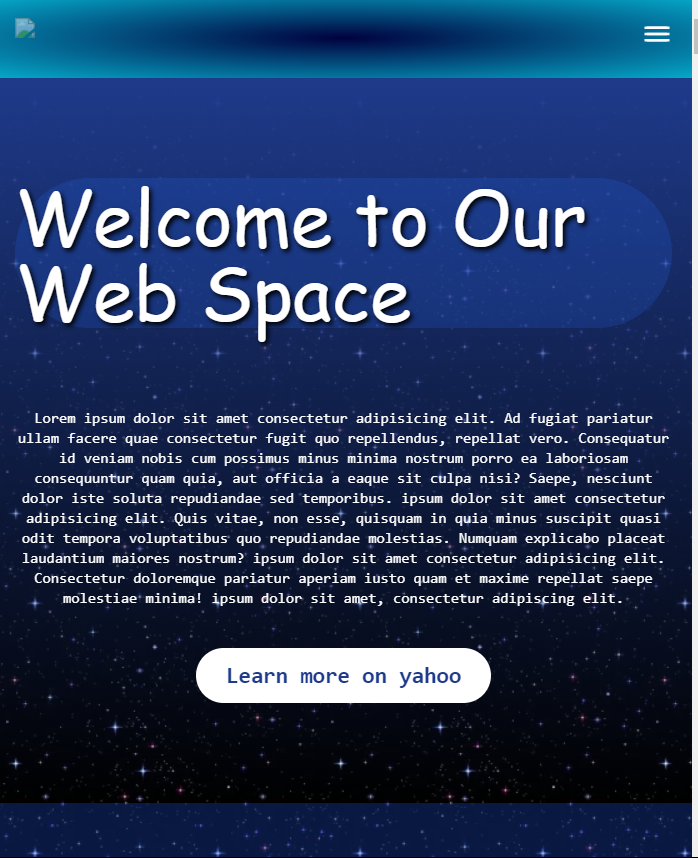 Welcome to Our
Web Space
Lorem ipsum dolor sit amet consectetur adipisicing elit. Ad fugiat pariatur
ullam facere quae consectetur fugit quo repellendus, repellat vero. Consequatur
id veniam nobis cum possimus minus minima nostrum porro ea laboriosam
consequuntur quam quia, aut officia a eaque sit culpa nisi? Saepe, nesciunt
dolor iste soluta repudiandae sed temporibus. ipsum dolor sit amet consectetur
adipisicing elit. Quis vitae, non esse, quisquam in quia minus suscipit quasi
odit tempora voluptatibus quo repudiandae molestias. Numquam explicabo placeat
laudantium maiores nostrum? ipsum dolor sit amet consectetur adipisicing elit.
Consectetur doloremque pariatur aperiam iusto quam et maxime repellat saepe
molestiae minima! ipsum dolor sit amet, consectetur adipiscing elit.
Learn more on yahoo